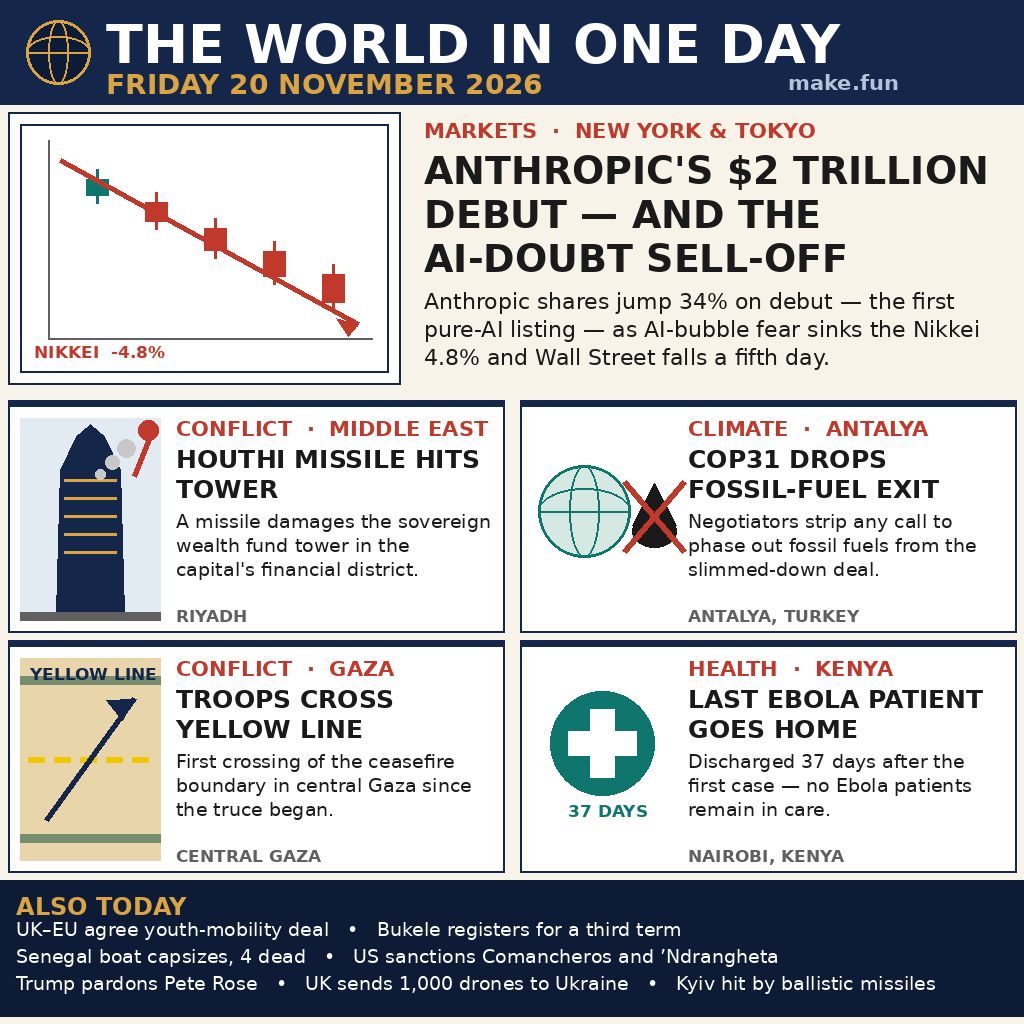 THE WORLD IN ONE DAY
FRIDAY 20 NOVEMBER 2026
make.fun
NIKKEI -4.8%
MARKETS · NEW YORK & TOKYO
ANTHROPIC'S $2 TRILLION
DEBUT — AND THE
AI-DOUBT SELL-OFF
Anthropic shares jump 34% on debut — the first
pure-AI listing — as AI-bubble fear sinks the Nikkei
4.8% and Wall Street falls a fifth day.
CONFLICT · MIDDLE EAST
HOUTHI MISSILE HITS
TOWER
A missile damages the sovereign
wealth fund tower in the
capital's financial district.
RIYADH
CLIMATE · ANTALYA
COP31 DROPS
FOSSIL-FUEL EXIT
Negotiators strip any call to
phase out fossil fuels from the
slimmed-down deal.
ANTALYA, TURKEY
YELLOW LINE
CONFLICT · GAZA
TROOPS CROSS
YELLOW LINE
First crossing of the ceasefire
boundary in central Gaza since
the truce began.
CENTRAL GAZA
37 DAYS
HEALTH · KENYA
LAST EBOLA PATIENT
GOES HOME
Discharged 37 days after the
first case — no Ebola patients
remain in care.
NAIROBI, KENYA
ALSO TODAY
UK–EU agree youth-mobility deal • Bukele registers for a third term
Senegal boat capsizes, 4 dead • US sanctions Comancheros and ’Ndrangheta
Trump pardons Pete Rose • UK sends 1,000 drones to Ukraine • Kyiv hit by ballistic missiles